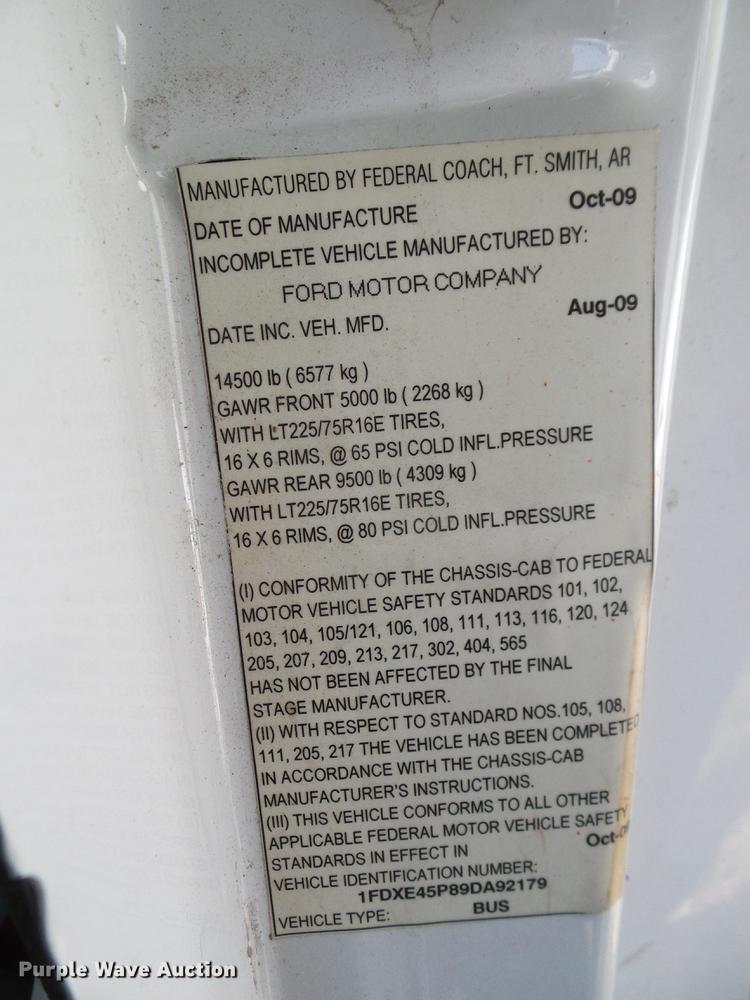 MANUFACTURED BY FEDERAL COACH, FT. SMITH, AR
DATE OF MANUFACTURE Oct-09
INCOMPLETE VEHICLE MANUFACTURED BY:
FORD MOTOR COMPANY
DATE INC. VEH. MFD. Aug-09
14500 lb ( 6577 kg )
GAWR FRONT 5000 lb ( 2268 kg )
WITH LT225/75R16E TIRES,
16 X 6 RIMS, @ 65 PSI COLD INFL.PRESSURE
GAWR REAR 9500 lb ( 4309 kg )
WITH LT225/75R16E TIRES,
16 X 6 RIMS, @ 80 PSI COLD INFL.PRESSURE
(I) CONFORMITY OF THE CHASSIS-CAB TO FEDERAL
MOTOR VEHICLE SAFETY STANDARDS 101, 102,
103, 104, 105/121, 106, 108, 111, 113, 116, 120, 124
205, 207, 209, 213, 217, 302, 404, 565
HAS NOT BEEN AFFECTED BY THE FINAL
STAGE MANUFACTURER.
(II) WITH RESPECT TO STANDARD NOS.105, 108,
111, 205, 217 THE VEHICLE HAS BEEN COMPLETED
IN ACCORDANCE WITH THE CHASSIS-CAB
MANUFACTURER'S INSTRUCTIONS.
(III) THIS VEHICLE CONFORMS TO ALL OTHER
APPLICABLE FEDERAL MOTOR VEHICLE SAFETY
STANDARDS IN EFFECT IN Oct-09
VEHICLE IDENTIFICATION NUMBER:
1FDXE45P89DA92179
VEHICLE TYPE: BUS
Purple Wave Auction